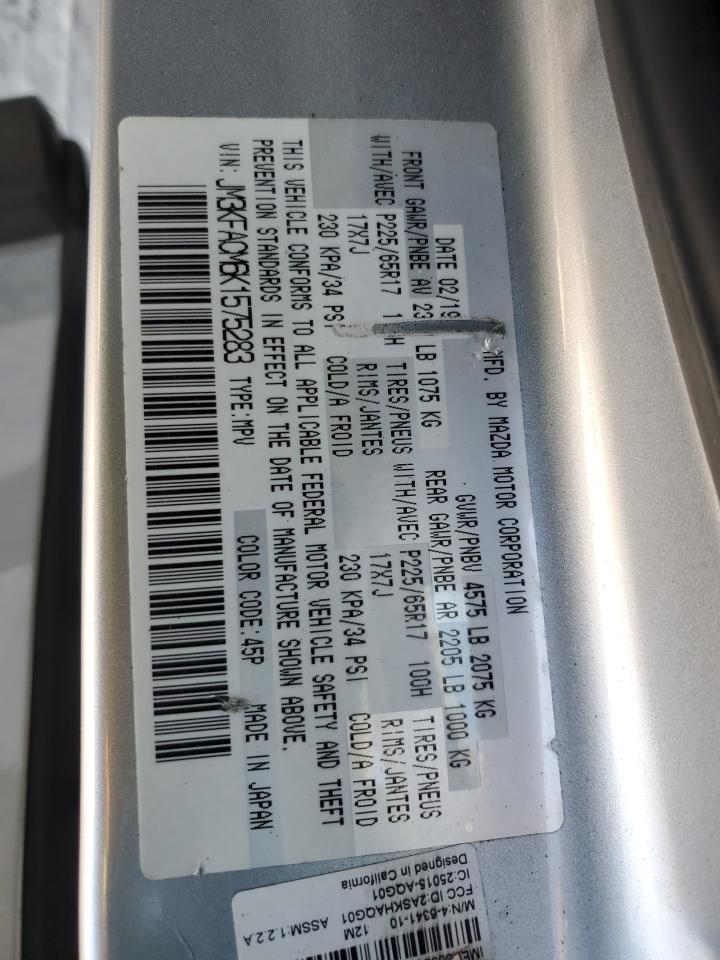 MFD. BY MAZDA MOTOR CORPORATION
DATE 02/19 GVWR/PNBV 4575 LB 2075 KG
FRONT GAWR/PNBE AV LB 1075 KG REAR GAWR/PNBE AR 2205 LB 1000 KG
WITH/AVEC P225/65R17 100H TIRES/PNEUS WITH/AVEC P225/65R17 100H TIRES/PNEUS
17X7J RIMS/JANTES 17X7J RIMS/JANTES
230 KPA/34 PSI COLD/A FROID 230 KPA/34 PSI COLD/A FROID
THIS VEHICLE CONFORMS TO ALL APPLICABLE FEDERAL MOTOR VEHICLE SAFETY AND THEFT
PREVENTION STANDARDS IN EFFECT ON THE DATE OF MANUFACTURE SHOWN ABOVE.
VIN: JM3KFACM6K1575283 TYPE:MPV COLOR CODE:45P MADE IN JAPAN
M/N:4-8341-10 12M
FCC ID:2ASKHAQG01 ASSM:1.2.2.A
IC:25015-AQG01
Designed in California